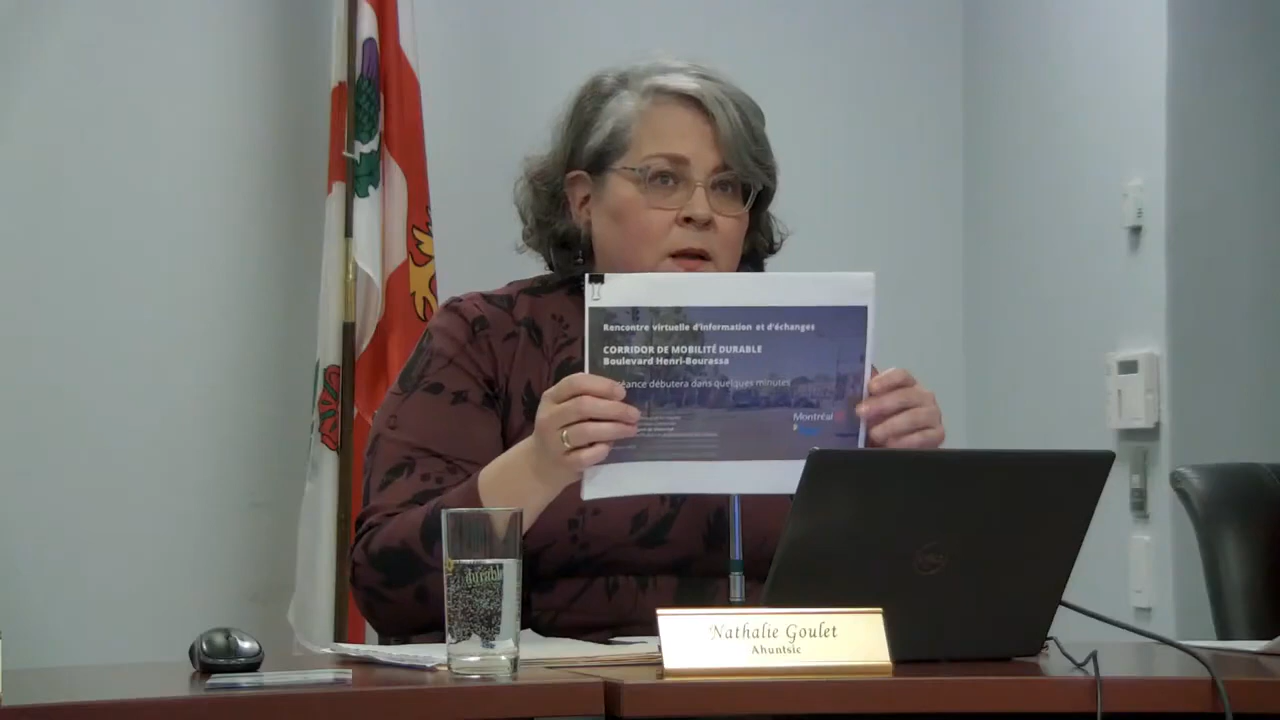 Rencontre virtuelle d'information et d'échanges
CORRIDOR DE MOBILITÉ DURABLE
Boulevard Henri-Bourassa
séance débutera dans quelques minutes
Montréal
durable
DELL
Nathalie Goulet
Ahuntsic